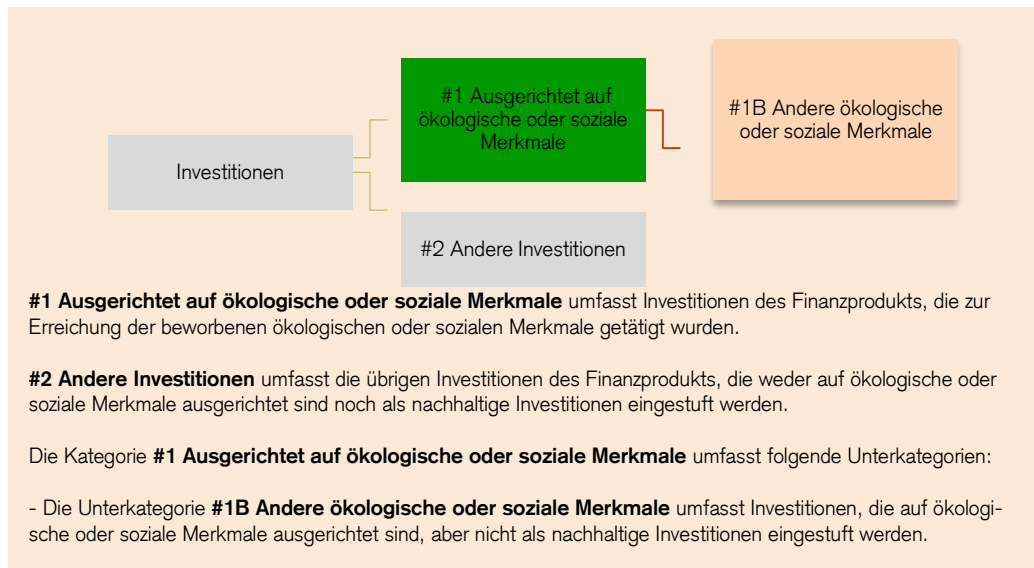 #1 Ausgerichtet auf
ökologische oder soziale
Merkmale
#1B Andere ökologische
oder soziale Merkmale
Investitionen
#2 Andere Investitionen
#1 Ausgerichtet auf ökologische oder soziale Merkmale umfasst Investitionen des Finanzprodukts, die zur
Erreichung der beworbenen ökologischen oder sozialen Merkmale getätigt wurden.
#2 Andere Investitionen umfasst die übrigen Investitionen des Finanzprodukts, die weder auf ökologische oder
soziale Merkmale ausgerichtet sind noch als nachhaltige Investitionen eingestuft werden.
Die Kategorie #1 Ausgerichtet auf ökologische oder soziale Merkmale umfasst folgende Unterkategorien:
- Die Unterkategorie #1B Andere ökologische oder soziale Merkmale umfasst Investitionen, die auf ökologi-
sche oder soziale Merkmale ausgerichtet sind, aber nicht als nachhaltige Investitionen eingestuft werden.